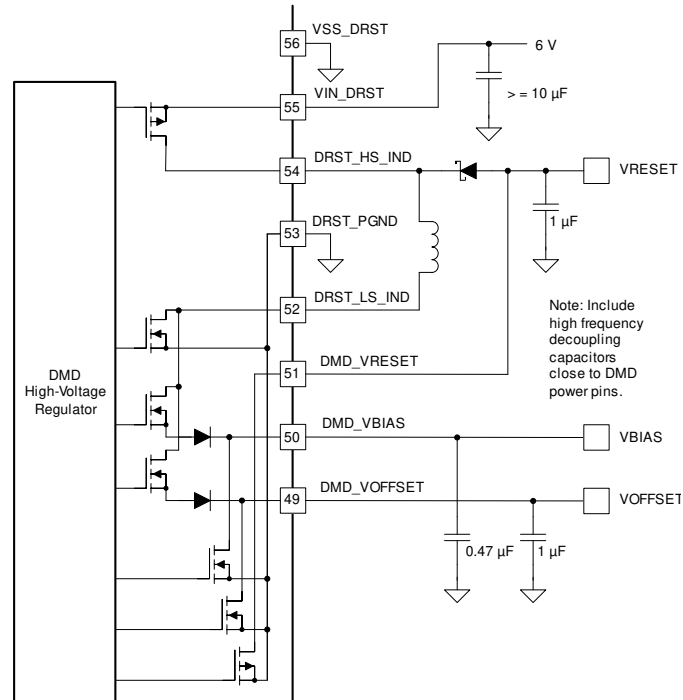 VSS_DRST
56
6 V
VIN_DRST
55
> = 10 µF
DRST_HS_IND
54
VRESET
DRST_PGND
53
1 µF
DRST_LS_IND
52
Note: Include
high frequency
decoupling
capacitors
close to DMD
power pins.
DMD_VRESET
51
DMD
High-Voltage
Regulator
DMD_VBIAS
50
VBIAS
DMD_VOFFSET
49
VOFFSET
0.47 µF
1 µF